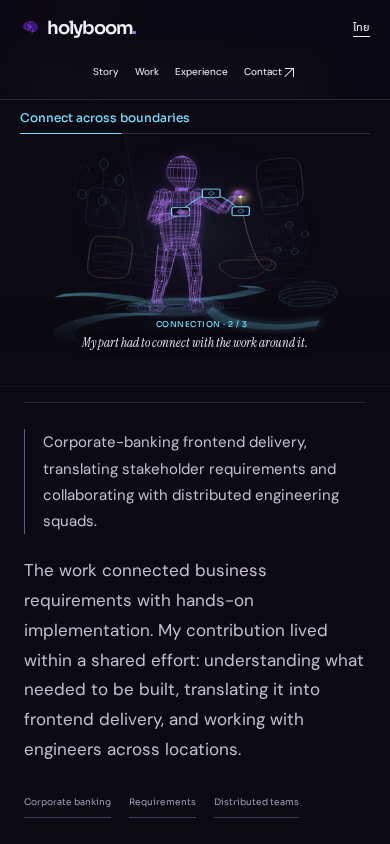 holyboom.
ไทย
Story Work Experience Contact
Connect across boundaries
CONNECTION · 2 / 3
My part had to connect with the work around it.
Corporate-banking frontend delivery,
translating stakeholder requirements and
collaborating with distributed engineering
squads.
The work connected business
requirements with hands-on
implementation. My contribution lived
within a shared effort: understanding what
needed to be built, translating it into
frontend delivery, and working with
engineers across locations.
Corporate banking Requirements Distributed teams